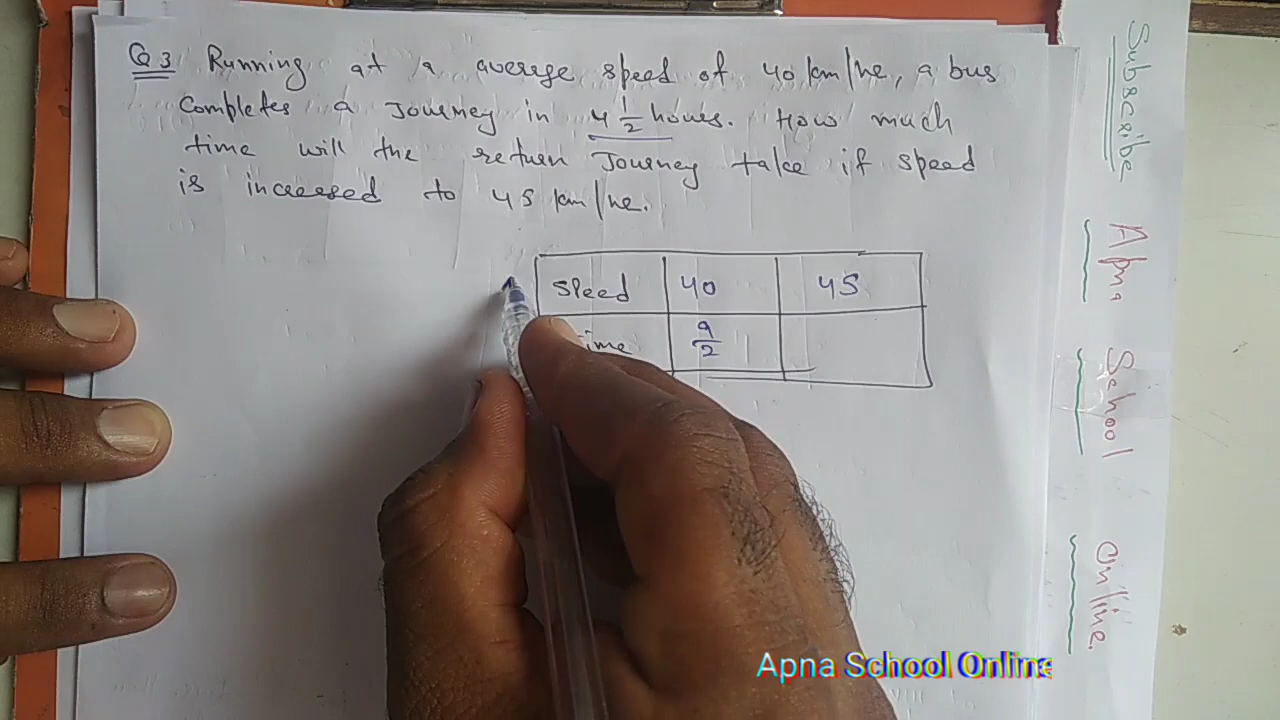 Q3 Running at a average speed of 40 km/hr, a bus
Completes a Journey in 4 1/2 hours. How much
time will the return Journey take if speed
is increased to 45 km/hr.
Speed 40 45
9/2
Subscribe
Apna
School
Online.
Apna School Online